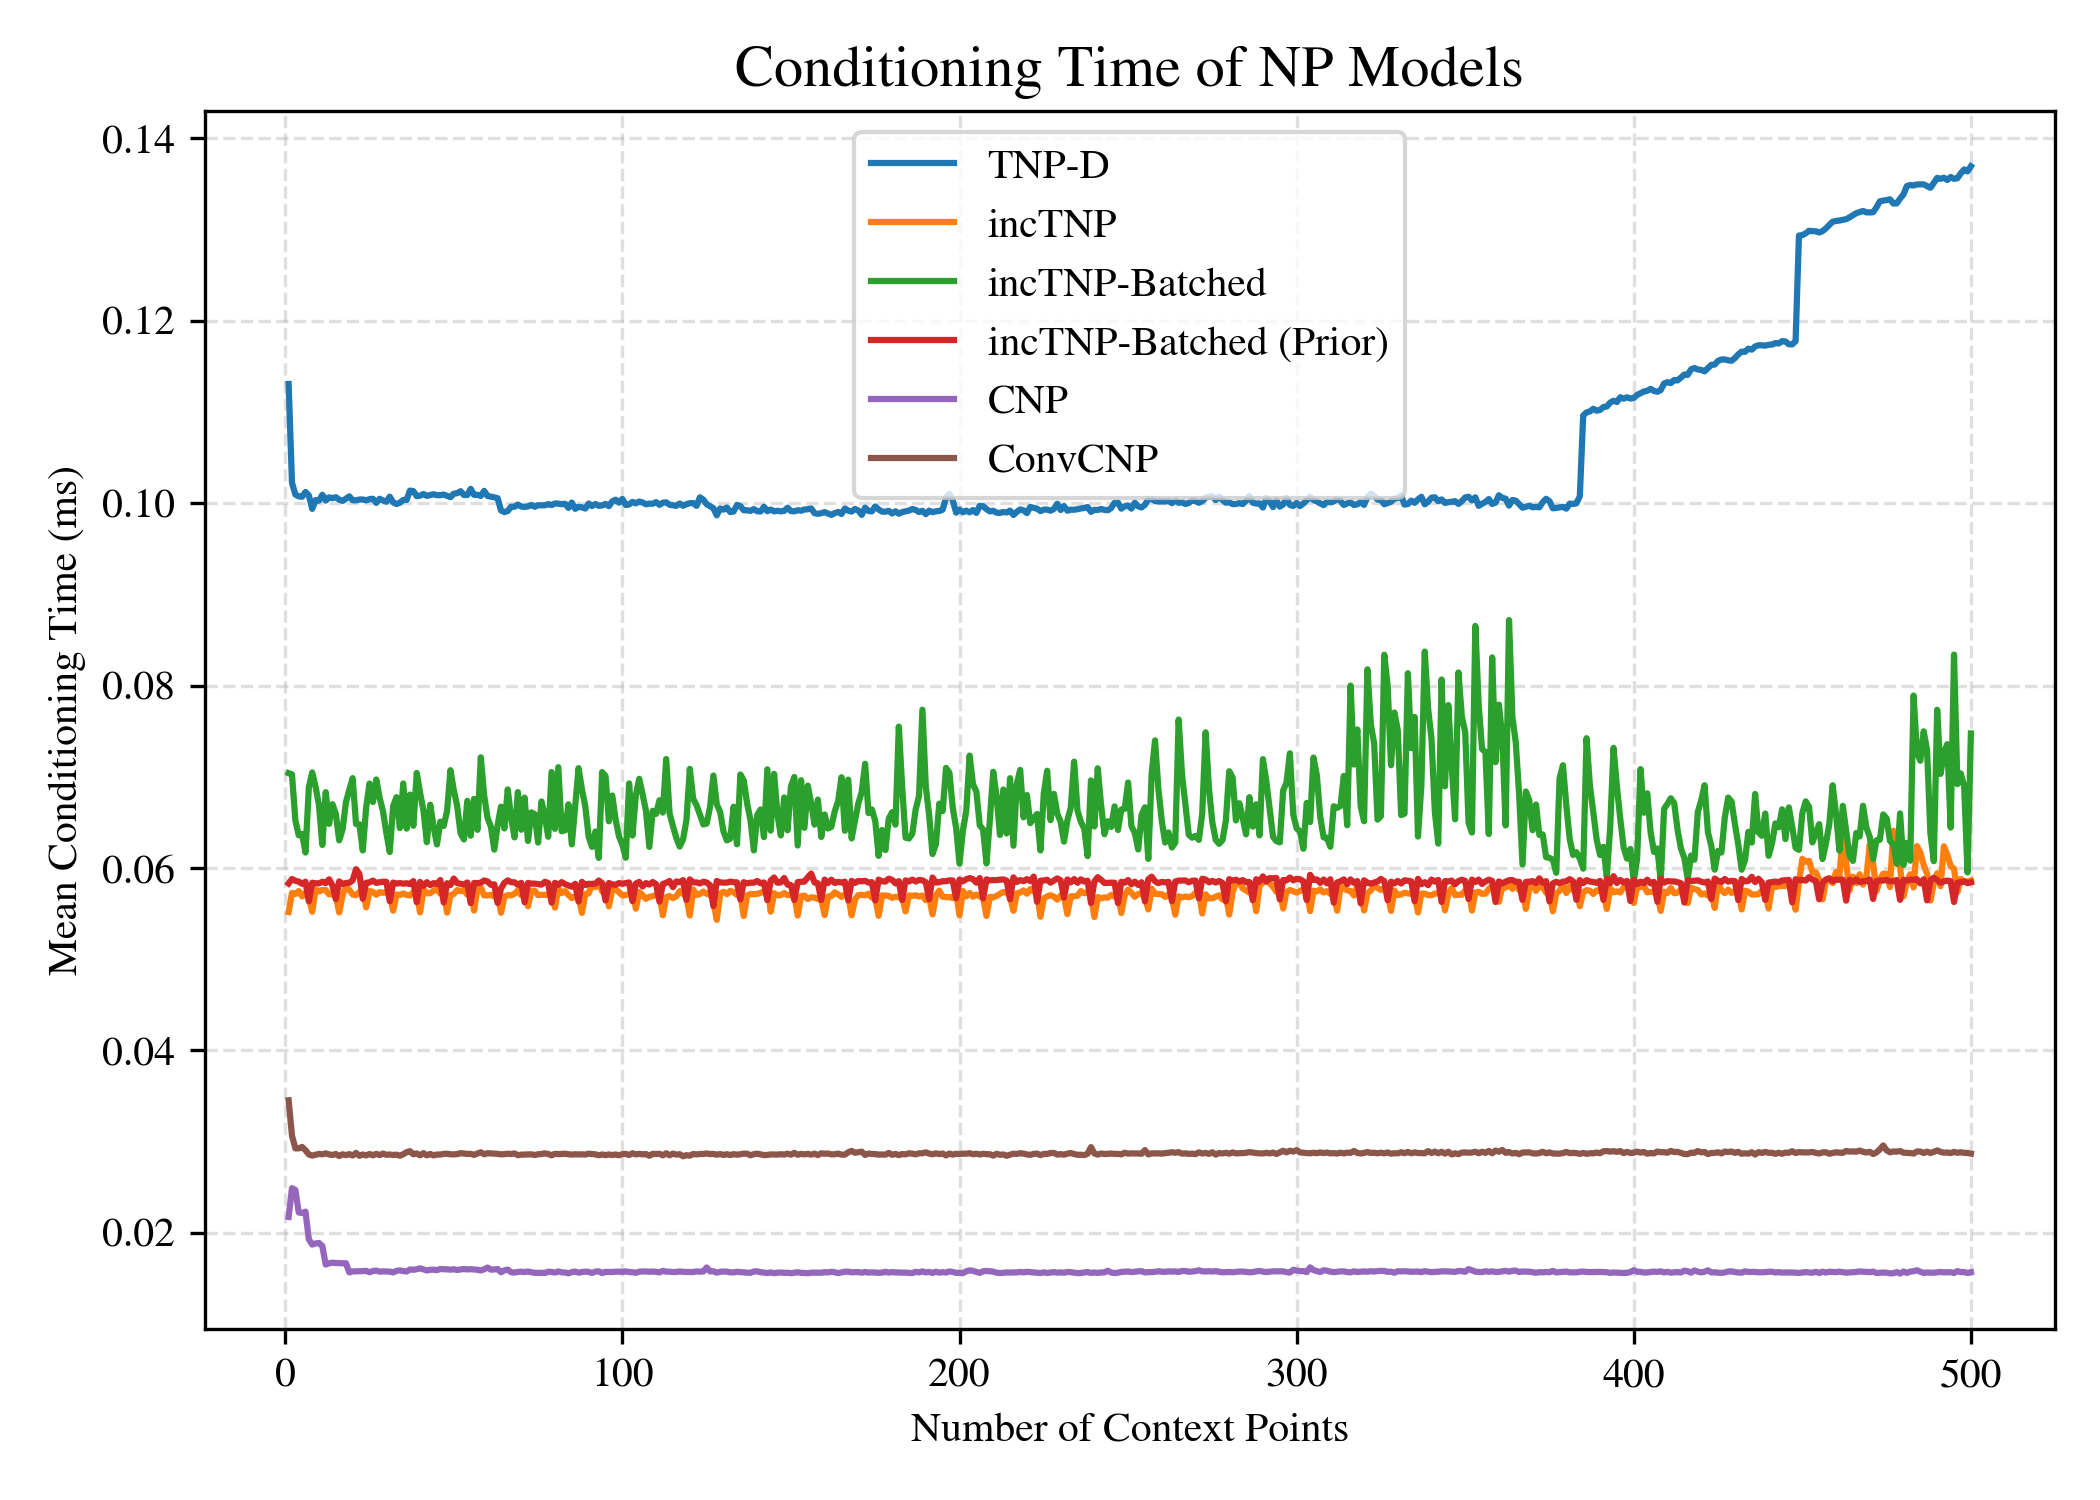 Conditioning Time of NP Models
Mean Conditioning Time (ms)
0.14
0.12
0.10
0.08
0.06
0.04
0.02
TNP-D
incTNP
incTNP-Batched
incTNP-Batched (Prior)
CNP
ConvCNP
0 100 200 300 400 500
Number of Context Points